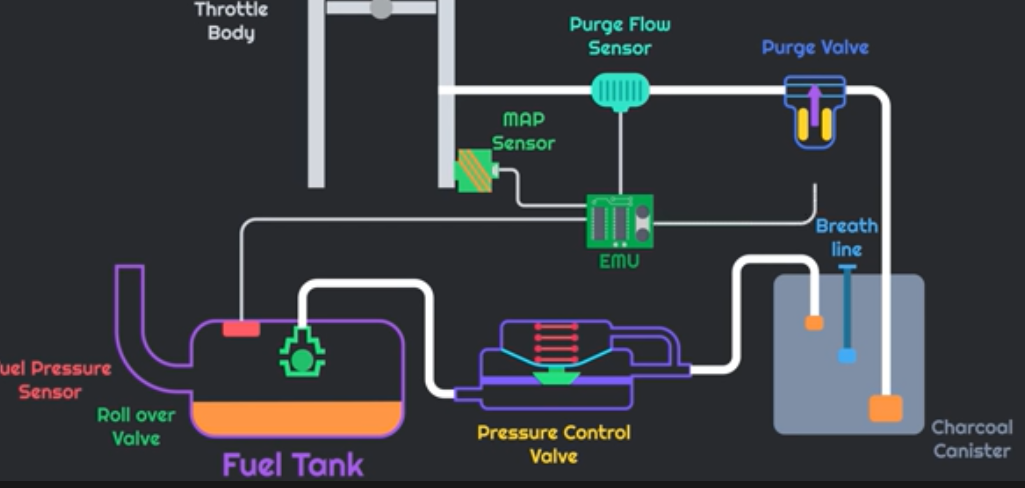 Throttle
Body
Purge Flow
Sensor
Purge Valve
MAP
Sensor
Breath
line
EMU
uel Pressure
Sensor
Roll over
Valve
Fuel Tank
Pressure Control
Valve
Charcoal
Canister